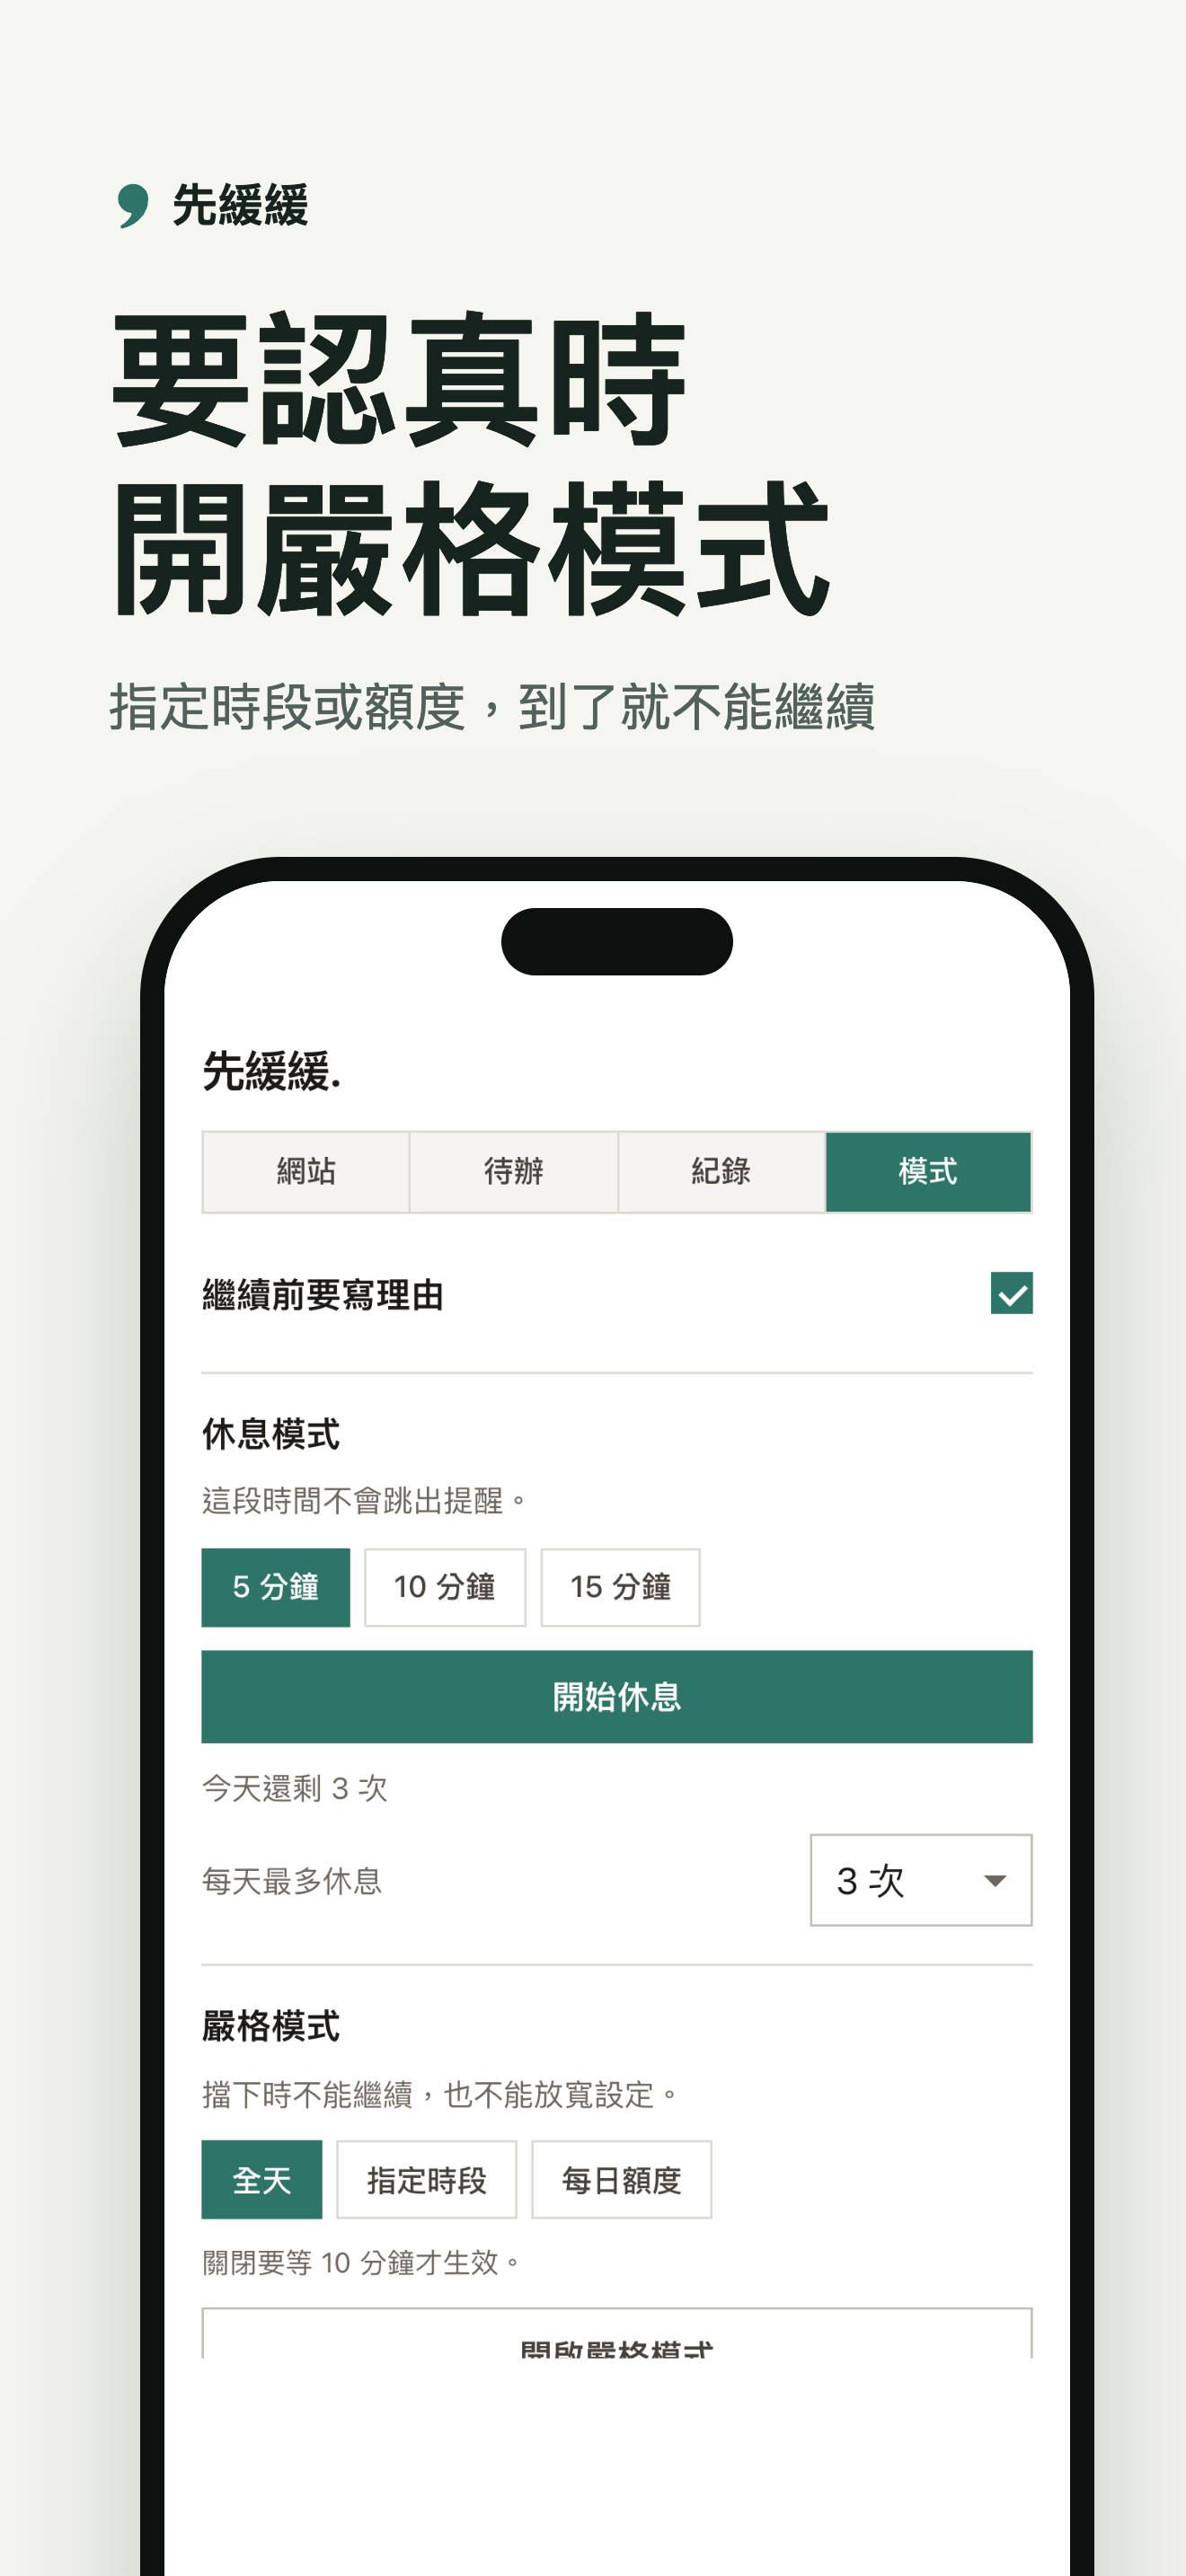 先緩緩
要認真時
開嚴格模式
指定時段或額度，到了就不能繼續
先緩緩.
網站 待辦 紀錄 模式
繼續前要寫理由
休息模式
這段時間不會跳出提醒。
5 分鐘 10 分鐘 15 分鐘
開始休息
今天還剩 3 次
每天最多休息 3 次
嚴格模式
擋下時不能繼續，也不能放寬設定。
全天 指定時段 每日額度
關閉要等 10 分鐘才生效。
開啟嚴格模式